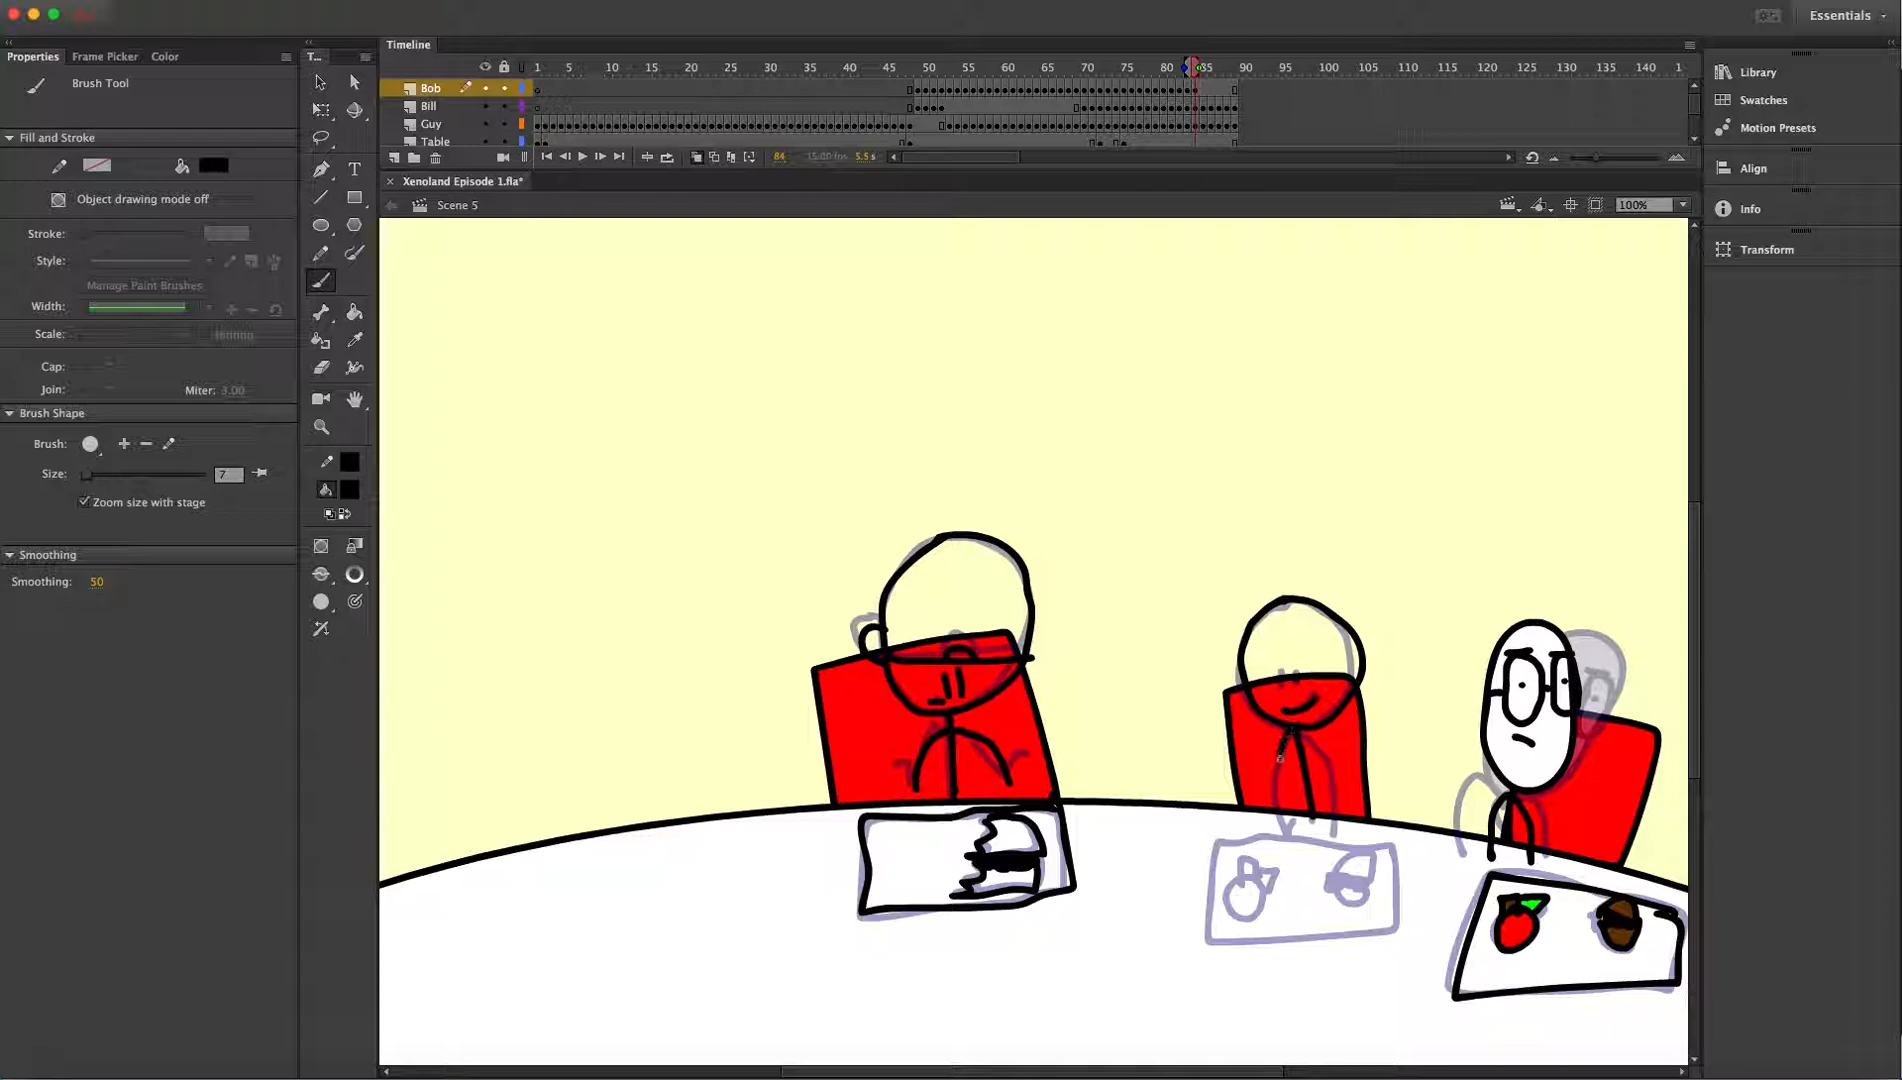 Essentials
Properties Frame Picker Color
T...
Timeline
Brush Tool
1 5 10 15 20 25 30 35 40 45 50 55 60 65 70 75 80 85 90 95 100 105 110 115 120 125 130 135 140 1
Bob
Bill
Guy
Table
84 15.00 fps 5.5 s
Fill and Stroke
Object drawing mode off
Xenoland Episode 1.fla*
Scene 5
100%
Stroke:
Style:
Manage Paint Brushes
Width:
Scale:
Cap:
Join:
Miter: 3.00
Brush Shape
Brush:
Size: 7
Zoom size with stage
Smoothing
Smoothing: 50
Library
Swatches
Motion Presets
Align
Info
Transform